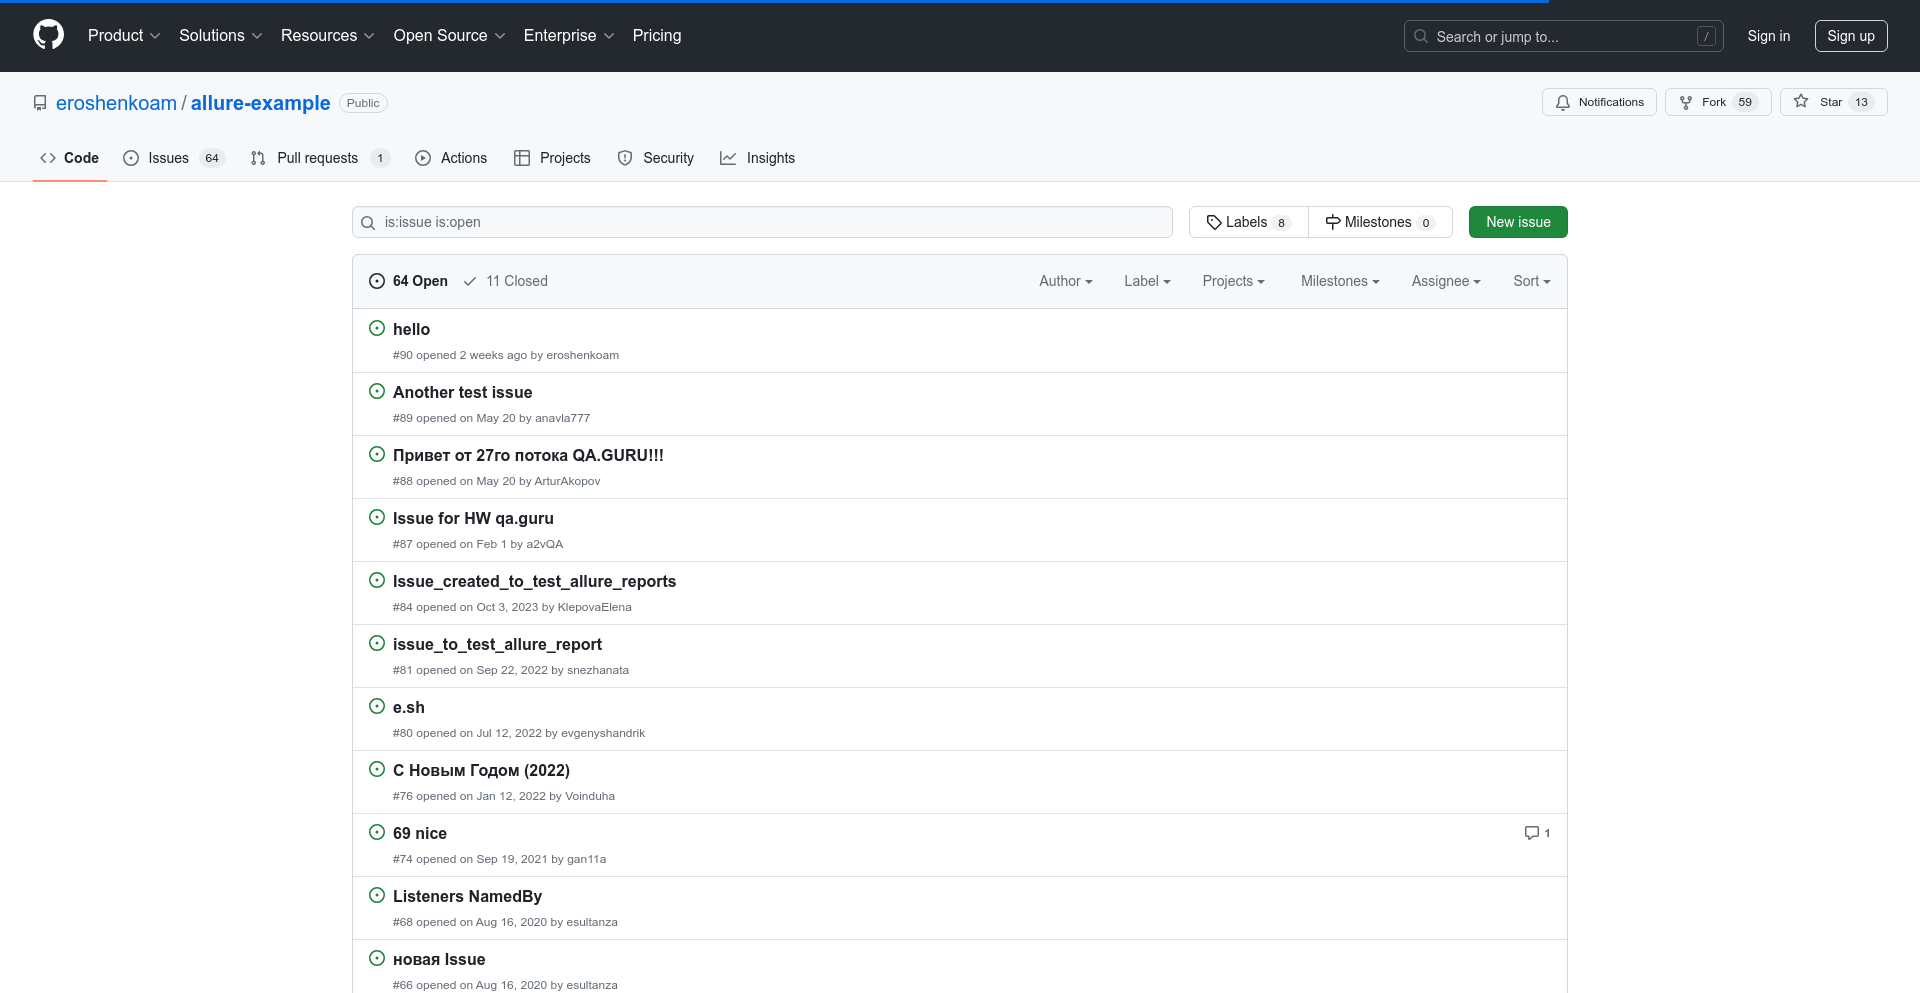 Product Solutions Resources Open Source Enterprise Pricing Search or jump to... / Sign in Sign up
eroshenkoam / allure-example Public Notifications Fork 59 Star 13
Code Issues 64 Pull requests 1 Actions Projects Security Insights
is:issue is:open Labels 8 Milestones 0 New issue
64 Open 11 Closed Author Label Projects Milestones Assignee Sort
hello
#90 opened 2 weeks ago by eroshenkoam
Another test issue
#89 opened on May 20 by anavla777
Привет от 27го потока QA.GURU!!!
#88 opened on May 20 by ArturAkopov
Issue for HW qa.guru
#87 opened on Feb 1 by a2vQA
Issue_created_to_test_allure_reports
#84 opened on Oct 3, 2023 by KlepovaElena
issue_to_test_allure_report
#81 opened on Sep 22, 2022 by snezhanata
e.sh
#80 opened on Jul 12, 2022 by evgenyshandrik
С Новым Годом (2022)
#76 opened on Jan 12, 2022 by Voinduha
69 nice 1
#74 opened on Sep 19, 2021 by gan11a
Listeners NamedBy
#68 opened on Aug 16, 2020 by esultanza
новая Issue
#66 opened on Aug 16, 2020 by esultanza